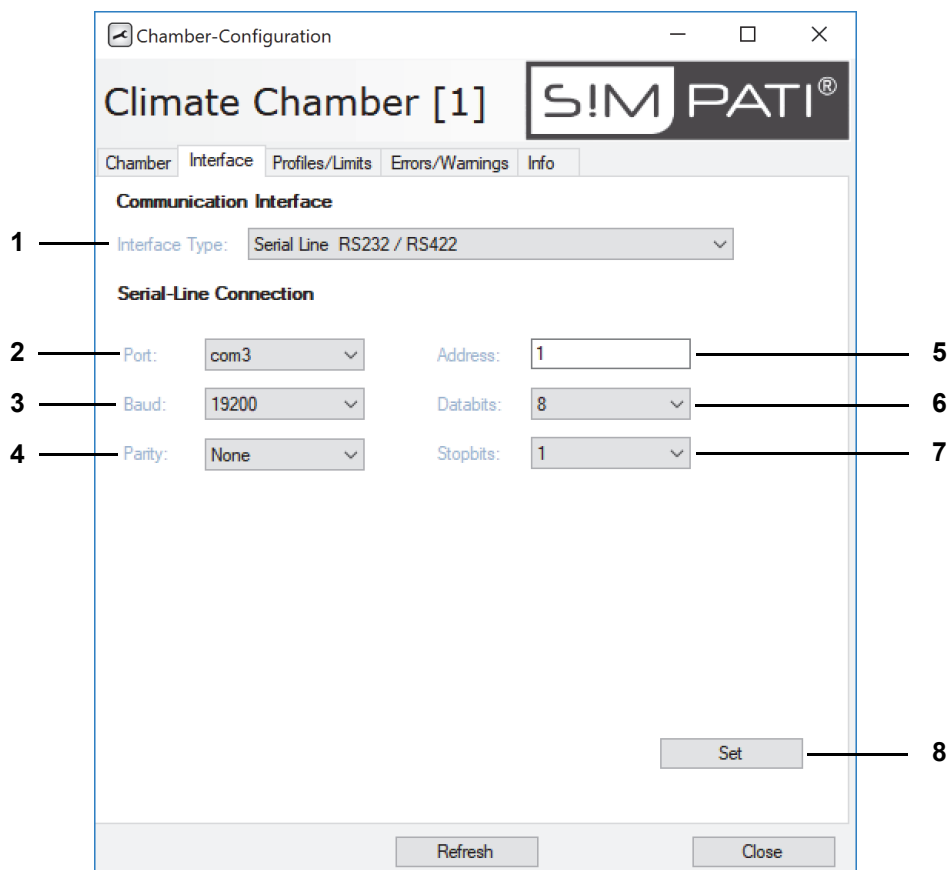 Chamber-Configuration
Climate Chamber [1] S!MPATI®
Chamber Interface Profiles/Limits Errors/Warnings Info
Communication Interface
1 Interface Type: Serial Line RS232 / RS422
Serial-Line Connection
2 Port: com3 Address: 1 5
3 Baud: 19200 Databits: 8 6
4 Parity: None Stopbits: 1 7
Set 8
Refresh Close